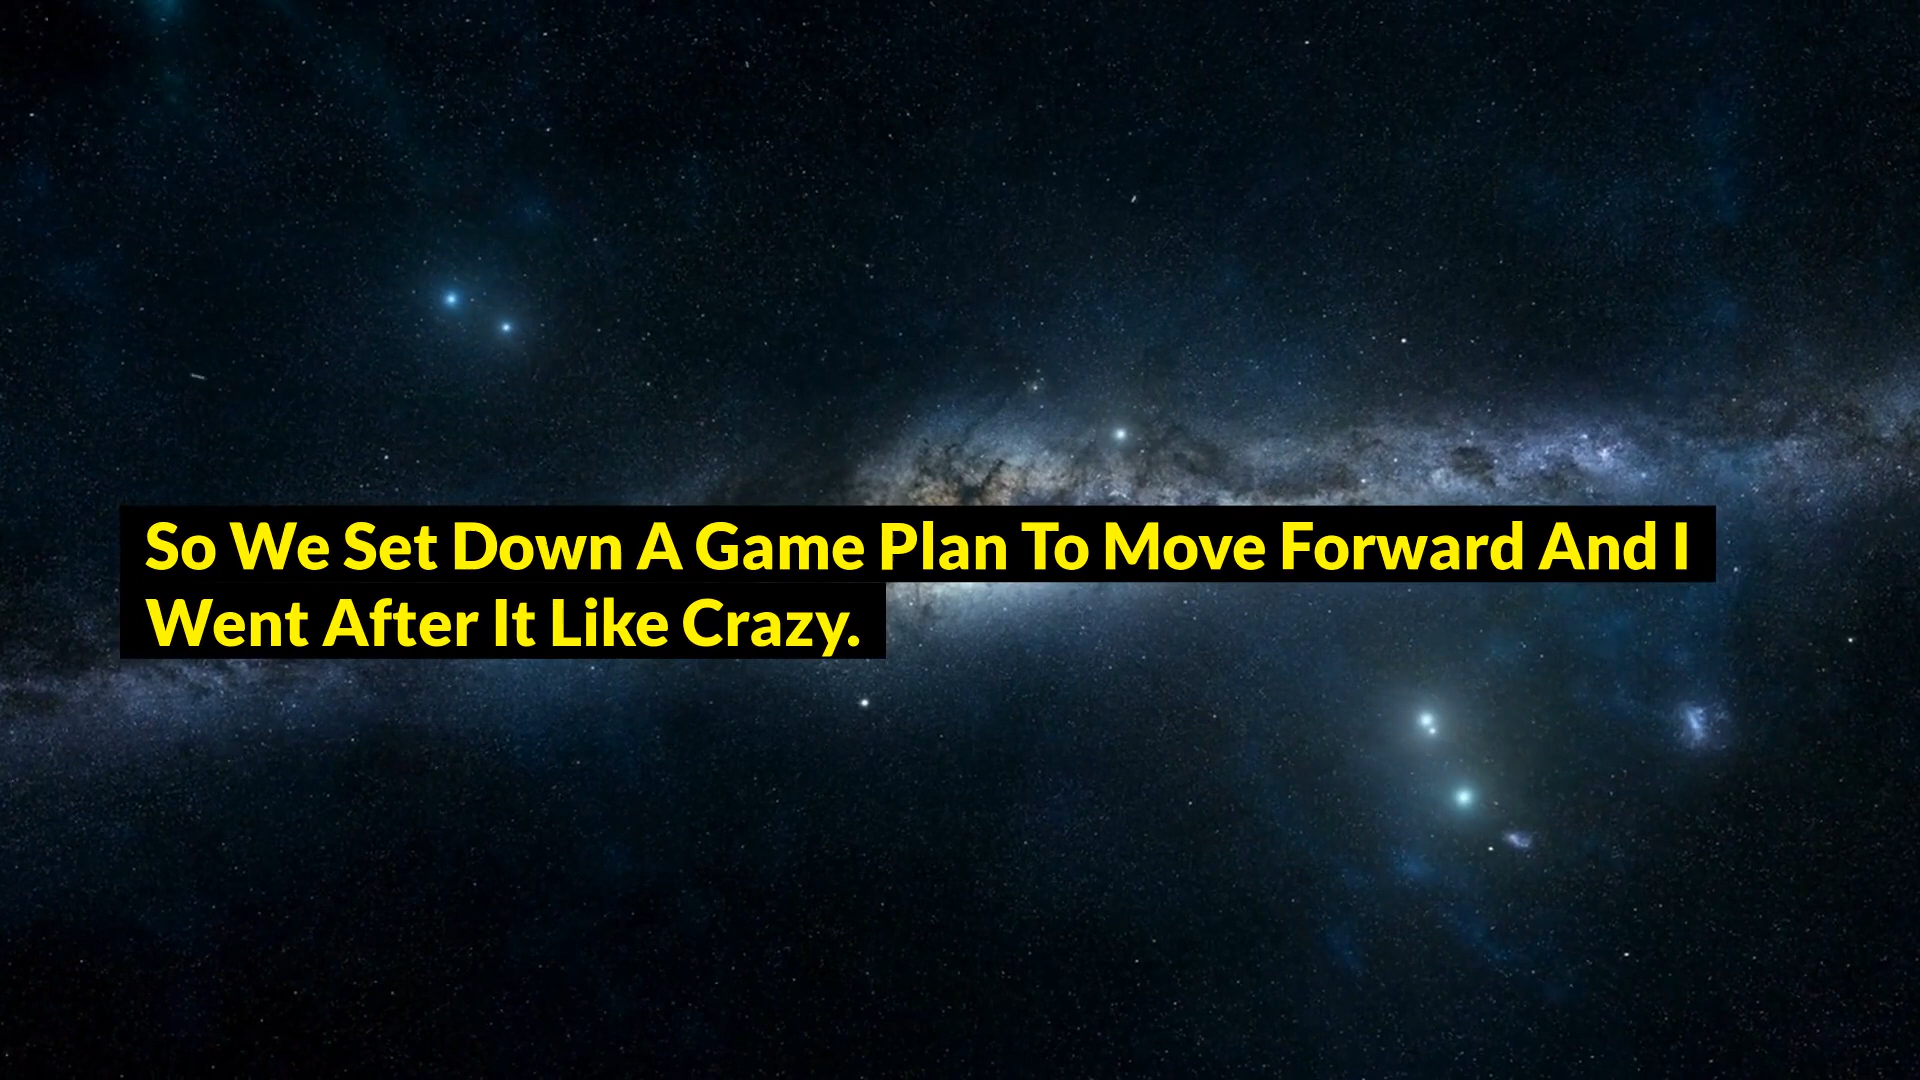 So We Set Down A Game Plan To Move Forward And I
Went After It Like Crazy.